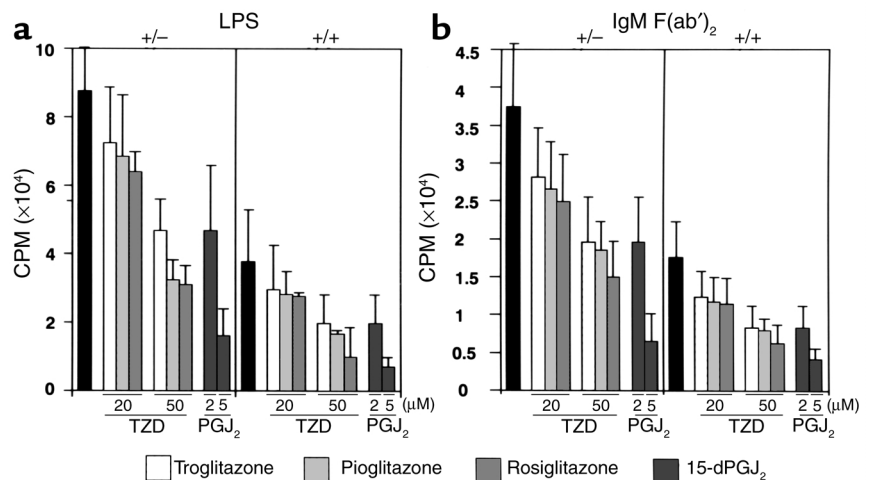 a LPS b IgM F(ab′)₂
+/– +/+ +/– +/+
CPM (×10⁴)
10
8
6
4
2
0
CPM (×10⁴)
4.5
4
3.5
3
2.5
2
1.5
1
0.5
0
20 50 2 5 20 50 2 5 (μM) 20 50 2 5 20 50 2 5 (μM)
TZD PGJ₂ TZD PGJ₂ TZD PGJ₂ TZD PGJ₂
Troglitazone Pioglitazone Rosiglitazone 15-dPGJ₂